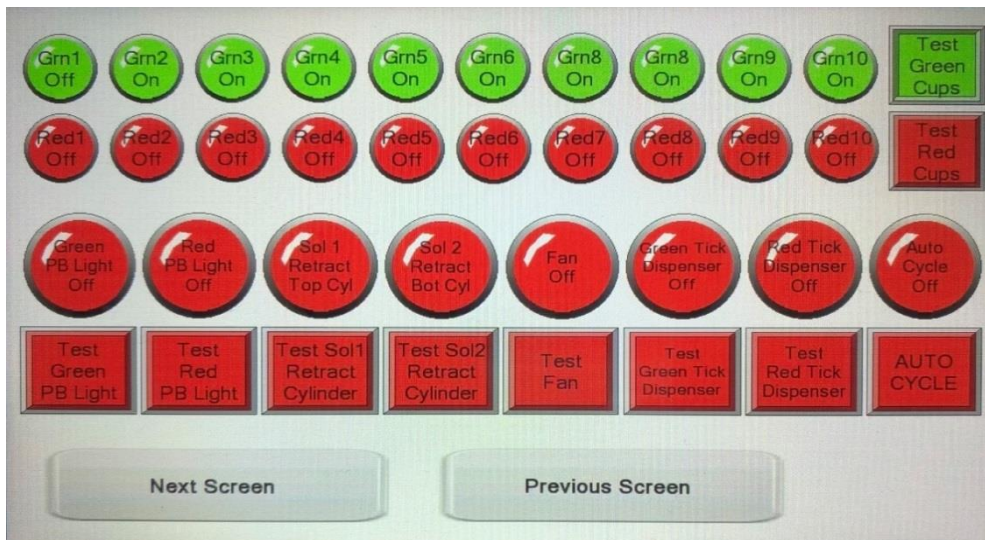 Grn1 Off
Grn2 On
Grn3 On
Grn4 On
Grn5 On
Grn6 On
Grn8 On
Grn8 On
Grn9 On
Grn10 On
Test Green Cups
Red1 Off
Red2 Off
Red3 Off
Red4 Off
Red5 Off
Red6 Off
Red7 Off
Red8 Off
Red9 Off
Red10 Off
Test Red Cups
Green PB Light Off
Red PB Light Off
Sol 1 Retract Top Cyl
Sol 2 Retract Bot Cyl
Fan Off
Green Tick Dispenser Off
Red Tick Dispenser Off
Auto Cycle Off
Test Green PB Light
Test Red PB Light
Test Sol1 Retract Cylinder
Test Sol2 Retract Cylinder
Test Fan
Test Green Tick Dispenser
Test Red Tick Dispenser
AUTO CYCLE
Next Screen
Previous Screen